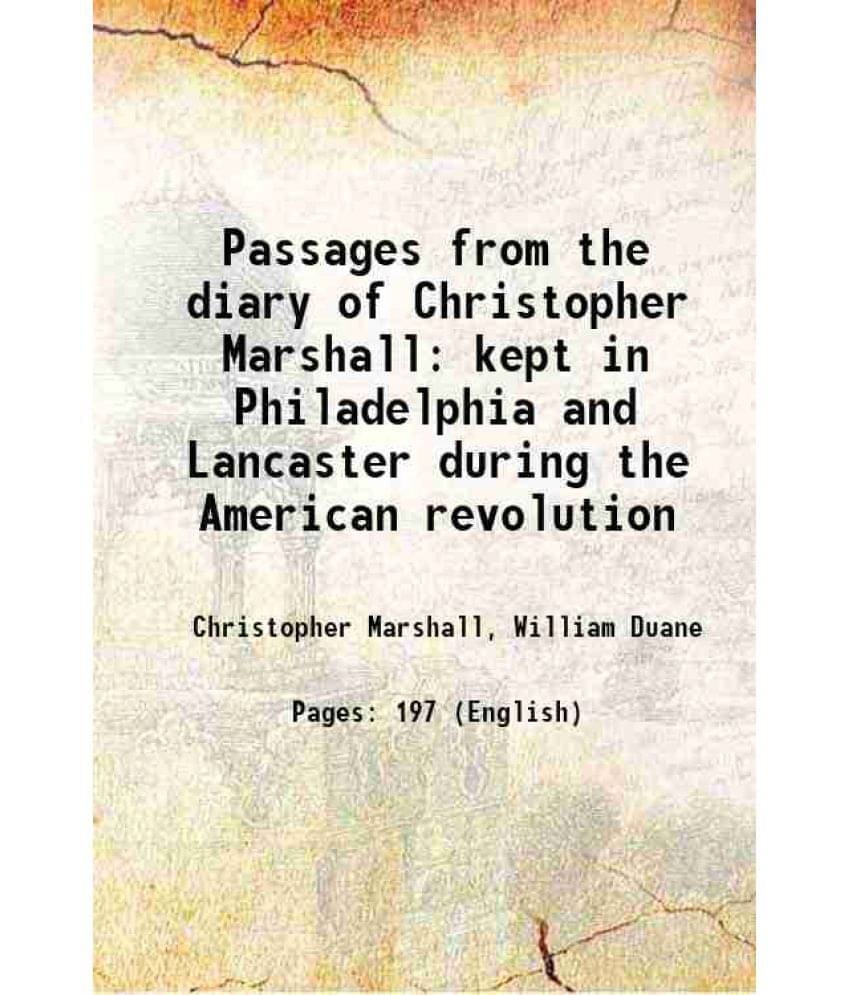 Passages from the
diary of Christopher
Marshall: kept in
Philadelphia and
Lancaster during the
American revolution
Christopher Marshall, William Duane
Pages: 197 (English)